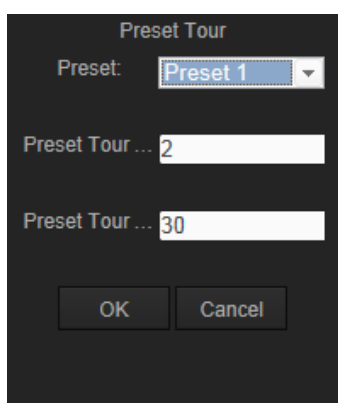 Preset Tour
Preset: Preset 1
Preset Tour ... 2
Preset Tour ... 30
OK Cancel